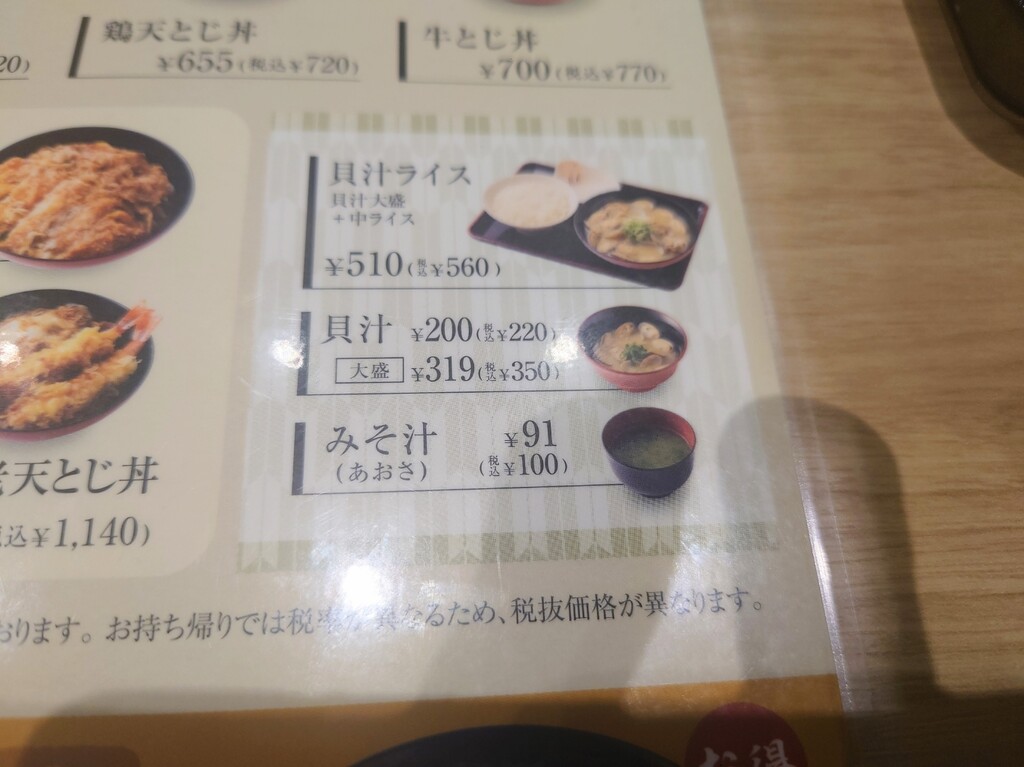 20)
鶏天とじ丼
¥655(税込¥720)
牛とじ丼
¥700(税込¥770)
貝汁ライス
貝汁大盛
+中ライス
¥510(税込¥560)
貝汁 ¥200(税込¥220)
大盛 ¥319(税込¥350)
みそ汁 ¥91
(あおさ) (税込¥100)
天とじ丼
込¥1,140)
おります。お持ち帰りでは税率が異なるため、税抜価格が異なります。
お得